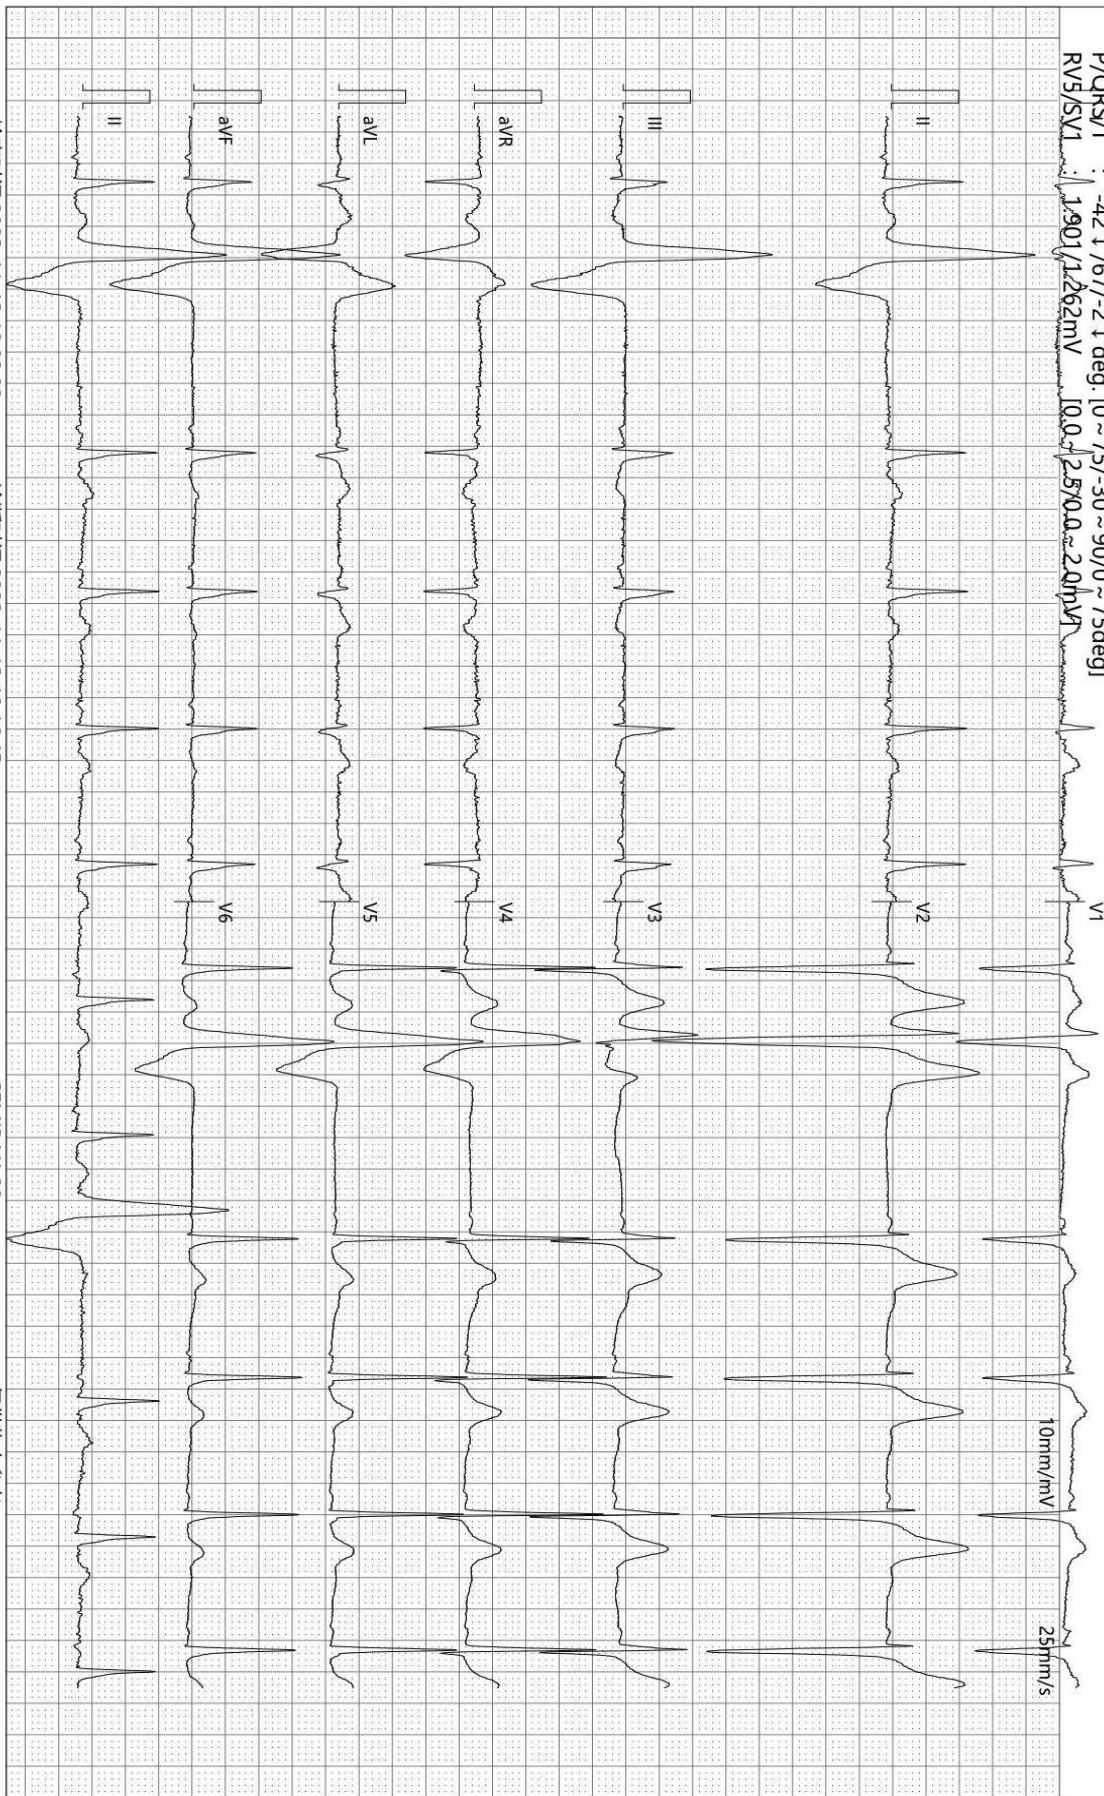 P/QRS/T : -42 ↓ /67/-2 ↓ deg. [0 ~ 75/-30 ~ 90/0 ~ 75deg]
RV5/SV1 : 1.901/1.262mV [0.0 ~ 2.5/0.0 ~ 2.0mV]
V1
10mm/mV 25mm/s
II V2
III V3
aVR V4
aVL V5
aVF V6
II